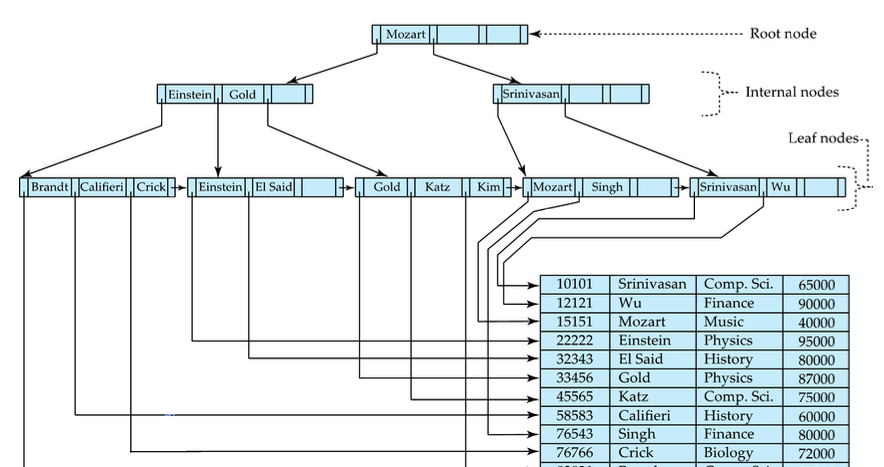 Mozart
Root node
Einstein Gold
Srinivasan
Internal nodes
Leaf nodes
Brandt Califieri Crick
Einstein El Said
Gold Katz Kim
Mozart Singh
Srinivasan Wu
10101 Srinivasan Comp. Sci. 65000
12121 Wu Finance 90000
15151 Mozart Music 40000
22222 Einstein Physics 95000
32343 El Said History 80000
33456 Gold Physics 87000
45565 Katz Comp. Sci. 75000
58583 Califieri History 60000
76543 Singh Finance 80000
76766 Crick Biology 72000